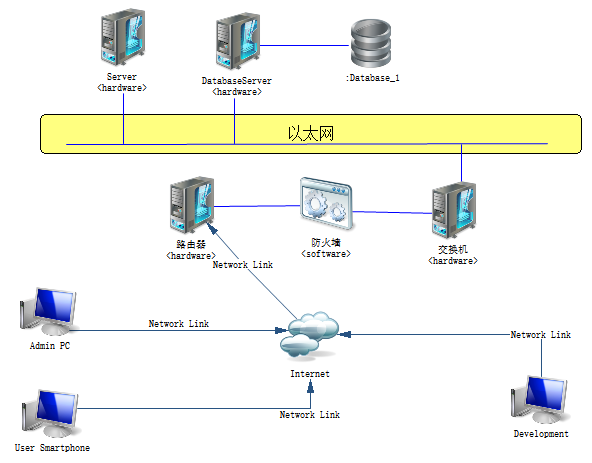 Server
<hardware>
DatabaseServer
<hardware>
:Database_1
以太网
路由器
<hardware>
防火墙
<software>
交换机
<hardware>
Network Link
Network Link
Admin PC
Internet
Network Link
Network Link
User Smartphone
Development